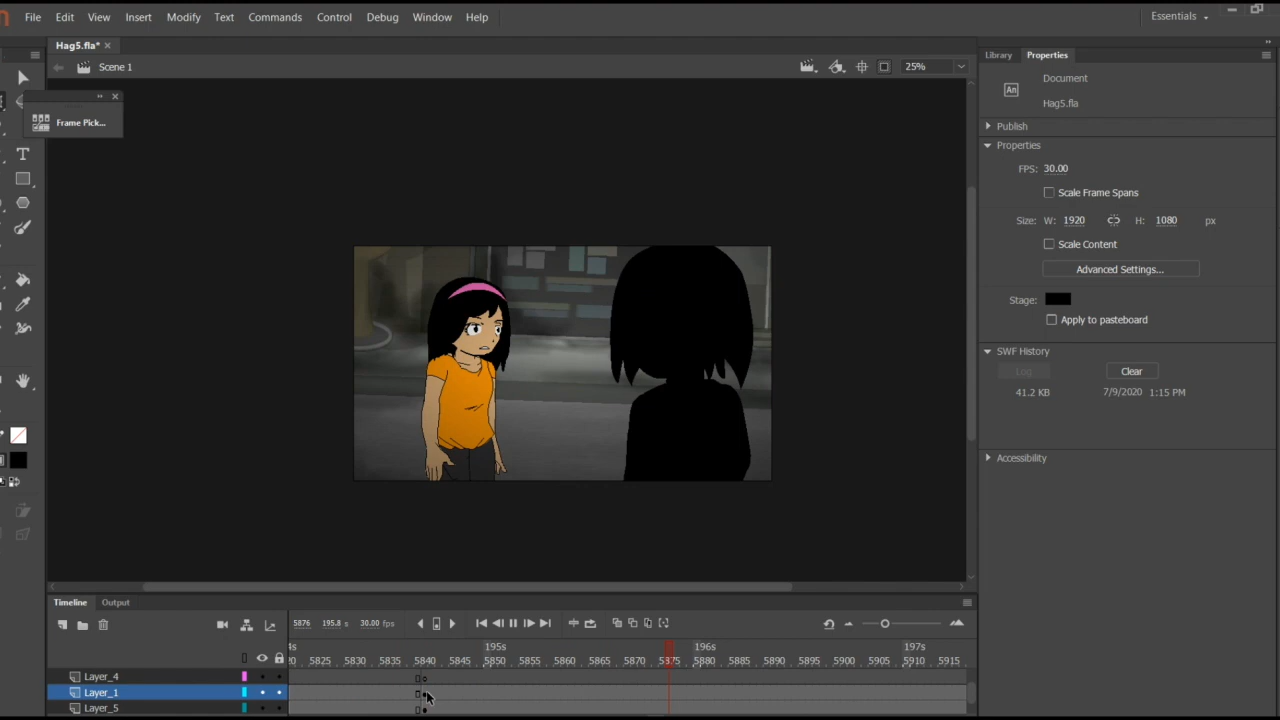 File Edit View Insert Modify Text Commands Control Debug Window Help
Essentials
Hag5.fla*
Scene 1
25%
Frame Pick...
Library Properties
Document
An
Hag5.fla
Publish
Properties
FPS: 30.00
Scale Frame Spans
Size: W: 1920 H: 1080 px
Scale Content
Advanced Settings...
Stage:
Apply to pasteboard
SWF History
Log Clear
41.2 KB 7/9/2020 1:15 PM
Accessibility
Timeline Output
5876 195.8 s 30.00 fps
4s 195s 196s 197s
20 5825 5830 5835 5840 5845 5850 5855 5860 5865 5870 5875 5880 5885 5890 5895 5900 5905 5910 5915
Layer_4
Layer_1
Layer_5